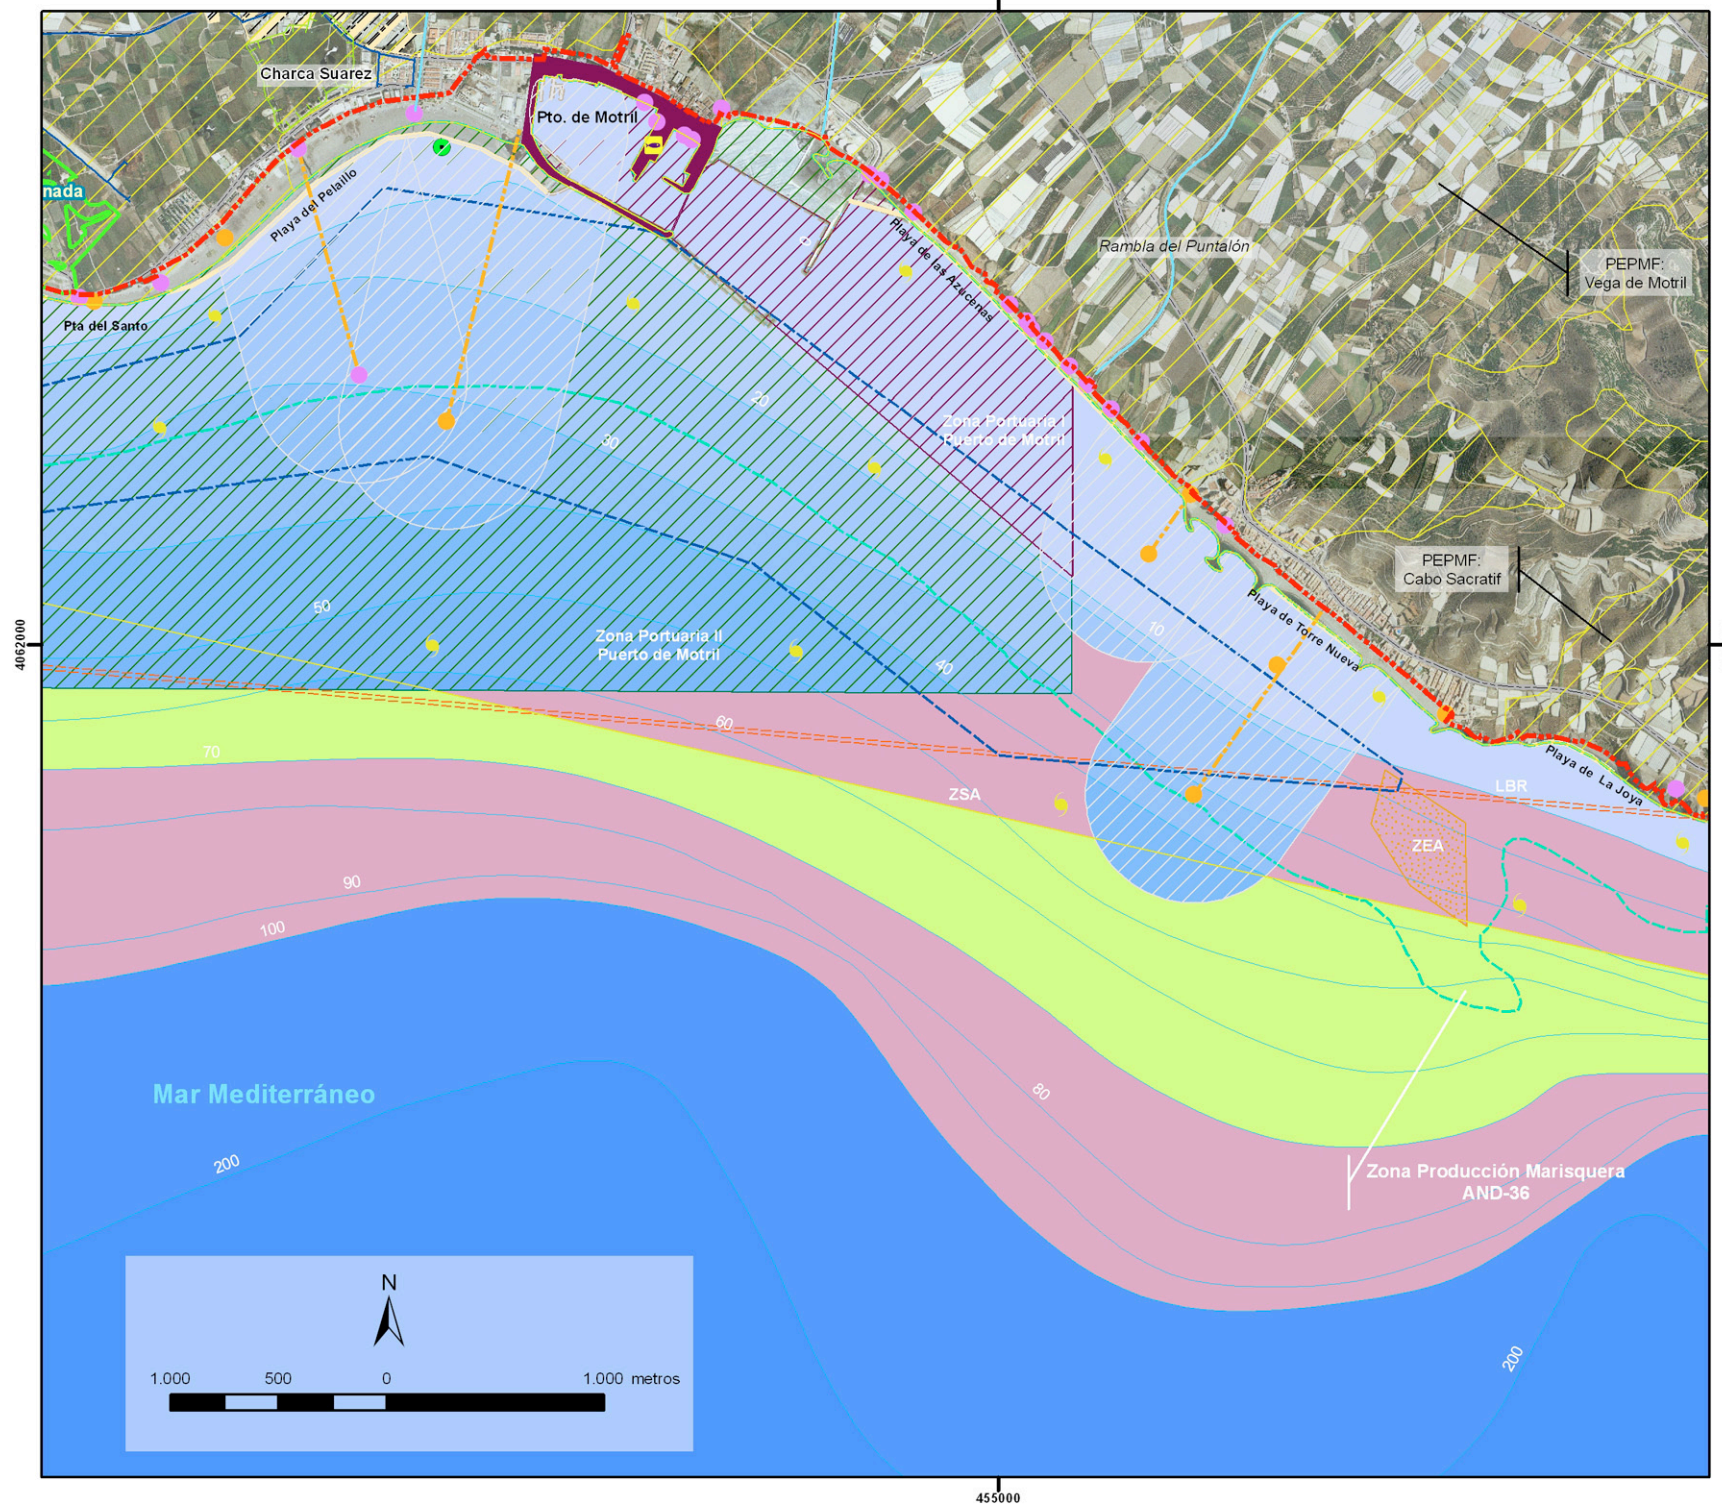 Charca Suarez
Pto. de Motril
nada
Playa del Pelaillo
Pta del Santo
0
Playa de las Azucenas
Rambla del Puntalón
PEPMF:
Vega de Motril
20
30
Zona Portuaria I
Puerto de Motril
PEPMF:
Cabo Sacratif
50
10
Playa de Torre Nueva
Zona Portuaria II
Puerto de Motril
40
4062000
60
70
ZSA
LBR
Playa de La Joya
ZEA
90
100
80
Mar Mediterráneo
200
Zona Producción Marisquera
AND-36
N
1.000 500 0 1.000 metros
200
455000